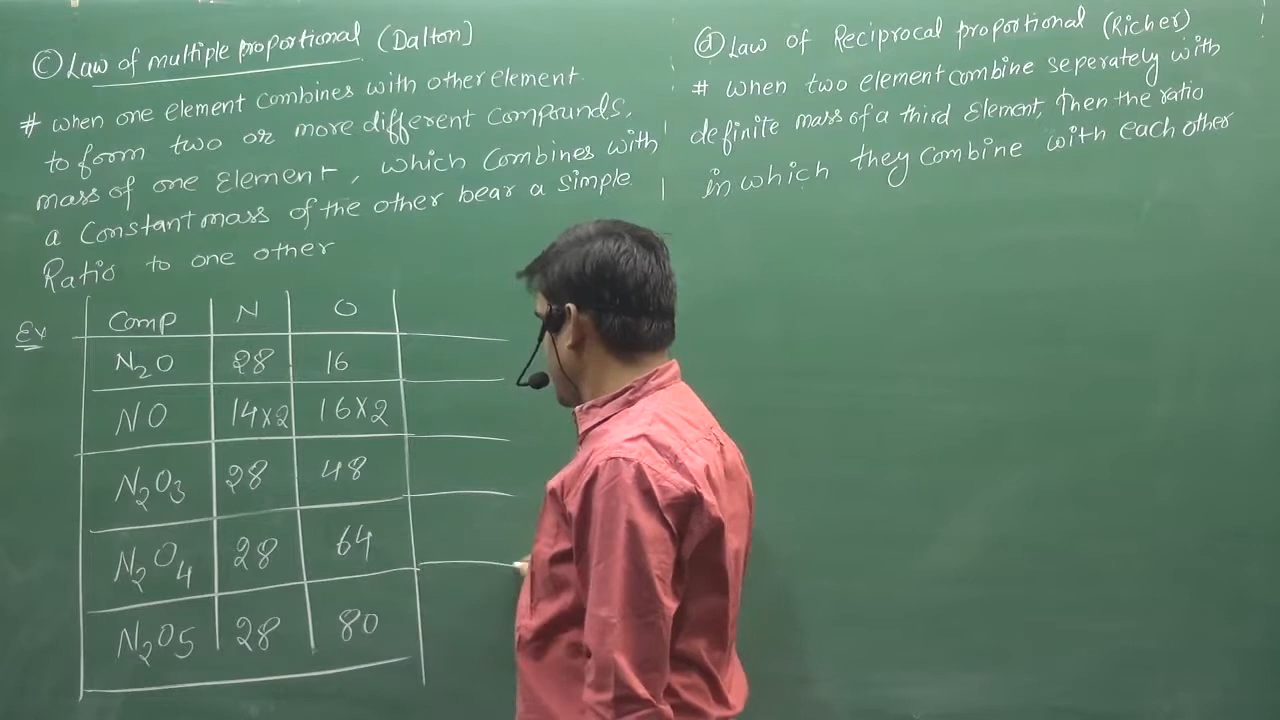 ⓒ Law of multiple proportional (Dalton]
# when one element combines with other element.
to form two or more different compounds,
mass of one Element, which combines with
a Constant mass of the other bear a simple
Ratio to one other
Ex
Comp N O
N₂O 28 16
NO 14×2 16×2
N₂O₃ 28 48
N₂O₄ 28 64
N₂O5 28 80
ⓓ Law of Reciprocal proportional (Richer)
# when two element combine seperately with
definite mass of a third Element, then the ratio
in which they combine with each other